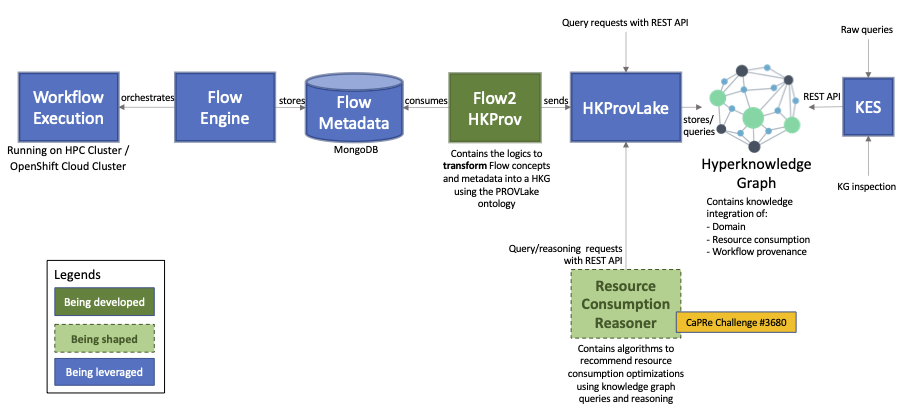 Query requests with REST API
Raw queries
Workflow
Execution
orchestrates
Flow
Engine
stores
Flow
Metadata
consumes
Flow2
HKProv
sends
HKProvLake
stores/
queries
REST API
KES
Running on HPC Cluster /
OpenShift Cloud Cluster
MongoDB
Contains the logics to
transform Flow concepts
and metadata into a HKG
using the PROVLake
ontology
Hyperknowledge
Graph
KG inspection
Contains knowledge
integration of:
- Domain
- Resource consumption
- Workflow provenance
Query/reasoning requests
with REST API
Legends
Being developed
Being shaped
Being leveraged
Resource
Consumption
Reasoner
CaPRe Challenge #3680
Contains algorithms to
recommend resource
consumption optimizations
using knowledge graph
queries and reasoning